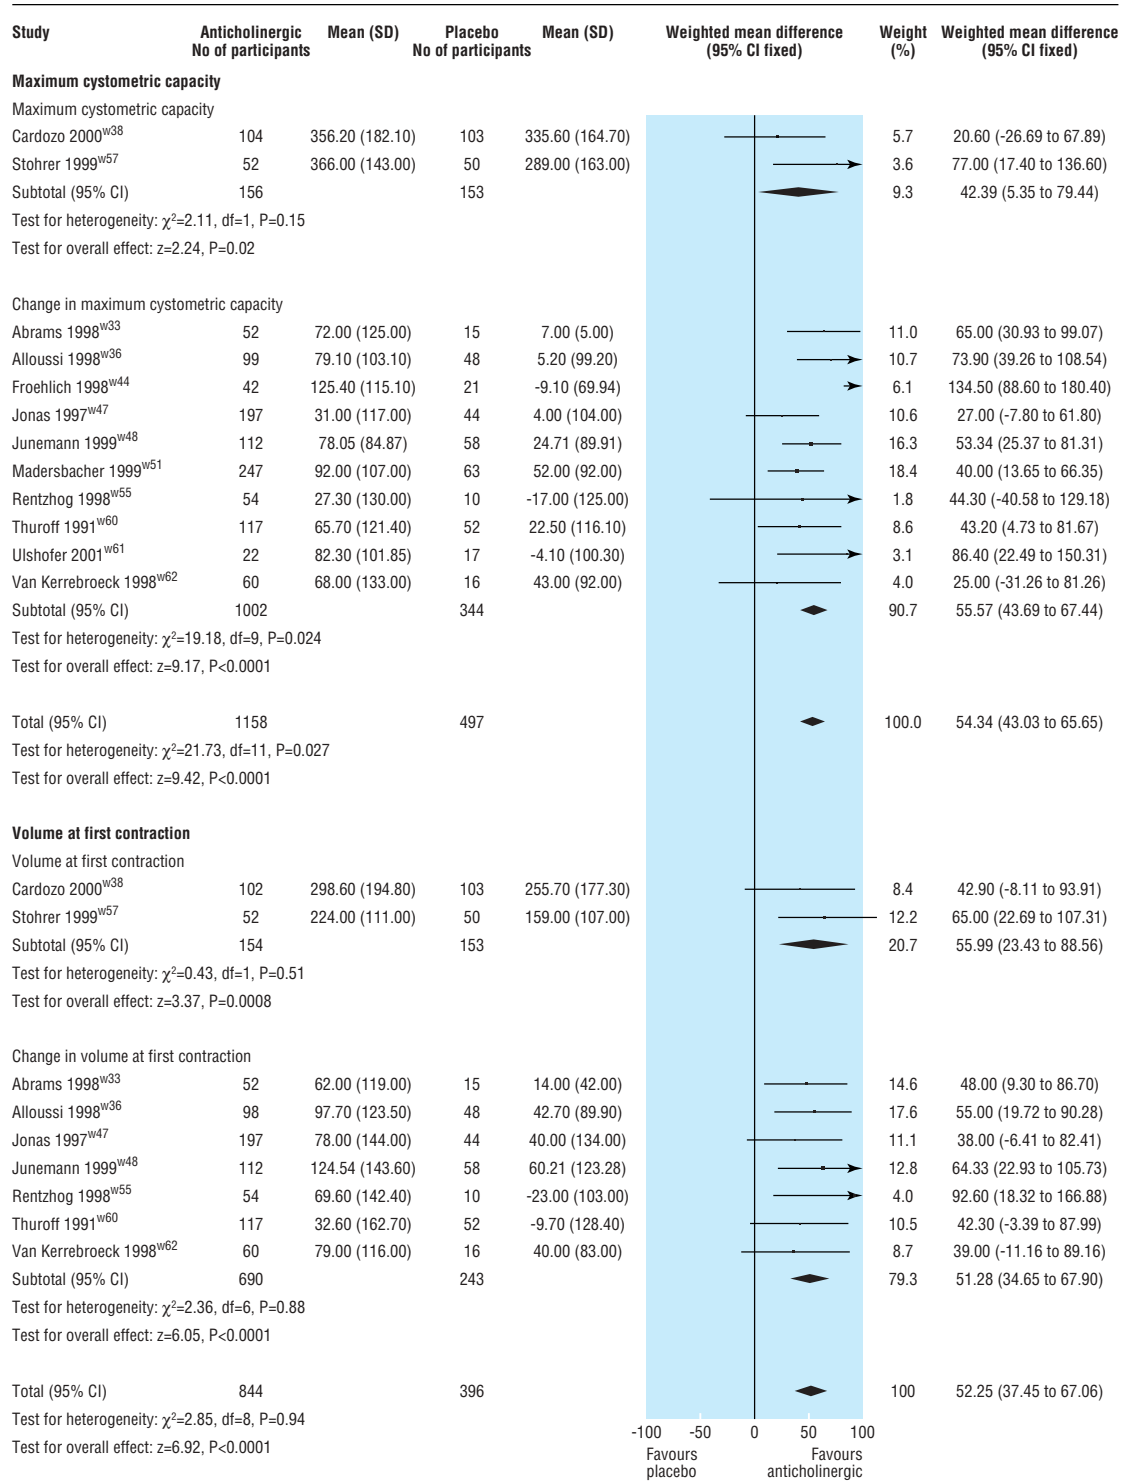 Study Anticholinergic Mean (SD) Placebo Mean (SD) Weighted mean difference Weight Weighted mean difference
No of participants No of participants (95% CI fixed) (%) (95% CI fixed)
Maximum cystometric capacity
Maximum cystometric capacity
Cardozo 2000w38 104 356.20 (182.10) 103 335.60 (164.70) 5.7 20.60 (-26.69 to 67.89)
Stohrer 1999w57 52 366.00 (143.00) 50 289.00 (163.00) 3.6 77.00 (17.40 to 136.60)
Subtotal (95% CI) 156 153 9.3 42.39 (5.35 to 79.44)
Test for heterogeneity: χ²=2.11, df=1, P=0.15
Test for overall effect: z=2.24, P=0.02
Change in maximum cystometric capacity
Abrams 1998w33 52 72.00 (125.00) 15 7.00 (5.00) 11.0 65.00 (30.93 to 99.07)
Alloussi 1998w36 99 79.10 (103.10) 48 5.20 (99.20) 10.7 73.90 (39.26 to 108.54)
Froehlich 1998w44 42 125.40 (115.10) 21 -9.10 (69.94) 6.1 134.50 (88.60 to 180.40)
Jonas 1997w47 197 31.00 (117.00) 44 4.00 (104.00) 10.6 27.00 (-7.80 to 61.80)
Junemann 1999w48 112 78.05 (84.87) 58 24.71 (89.91) 16.3 53.34 (25.37 to 81.31)
Madersbacher 1999w51 247 92.00 (107.00) 63 52.00 (92.00) 18.4 40.00 (13.65 to 66.35)
Rentzhog 1998w55 54 27.30 (130.00) 10 -17.00 (125.00) 1.8 44.30 (-40.58 to 129.18)
Thuroff 1991w60 117 65.70 (121.40) 52 22.50 (116.10) 8.6 43.20 (4.73 to 81.67)
Ulshofer 2001w61 22 82.30 (101.85) 17 -4.10 (100.30) 3.1 86.40 (22.49 to 150.31)
Van Kerrebroeck 1998w62 60 68.00 (133.00) 16 43.00 (92.00) 4.0 25.00 (-31.26 to 81.26)
Subtotal (95% CI) 1002 344 90.7 55.57 (43.69 to 67.44)
Test for heterogeneity: χ²=19.18, df=9, P=0.024
Test for overall effect: z=9.17, P<0.0001
Total (95% CI) 1158 497 100.0 54.34 (43.03 to 65.65)
Test for heterogeneity: χ²=21.73, df=11, P=0.027
Test for overall effect: z=9.42, P<0.0001
Volume at first contraction
Volume at first contraction
Cardozo 2000w38 102 298.60 (194.80) 103 255.70 (177.30) 8.4 42.90 (-8.11 to 93.91)
Stohrer 1999w57 52 224.00 (111.00) 50 159.00 (107.00) 12.2 65.00 (22.69 to 107.31)
Subtotal (95% CI) 154 153 20.7 55.99 (23.43 to 88.56)
Test for heterogeneity: χ²=0.43, df=1, P=0.51
Test for overall effect: z=3.37, P=0.0008
Change in volume at first contraction
Abrams 1998w33 52 62.00 (119.00) 15 14.00 (42.00) 14.6 48.00 (9.30 to 86.70)
Alloussi 1998w36 98 97.70 (123.50) 48 42.70 (89.90) 17.6 55.00 (19.72 to 90.28)
Jonas 1997w47 197 78.00 (144.00) 44 40.00 (134.00) 11.1 38.00 (-6.41 to 82.41)
Junemann 1999w48 112 124.54 (143.60) 58 60.21 (123.28) 12.8 64.33 (22.93 to 105.73)
Rentzhog 1998w55 54 69.60 (142.40) 10 -23.00 (103.00) 4.0 92.60 (18.32 to 166.88)
Thuroff 1991w60 117 32.60 (162.70) 52 -9.70 (128.40) 10.5 42.30 (-3.39 to 87.99)
Van Kerrebroeck 1998w62 60 79.00 (116.00) 16 40.00 (83.00) 8.7 39.00 (-11.16 to 89.16)
Subtotal (95% CI) 690 243 79.3 51.28 (34.65 to 67.90)
Test for heterogeneity: χ²=2.36, df=6, P=0.88
Test for overall effect: z=6.05, P<0.0001
Total (95% CI) 844 396 100 52.25 (37.45 to 67.06)
Test for heterogeneity: χ²=2.85, df=8, P=0.94
Test for overall effect: z=6.92, P<0.0001
-100 -50 0 50 100
Favours Favours
placebo anticholinergic